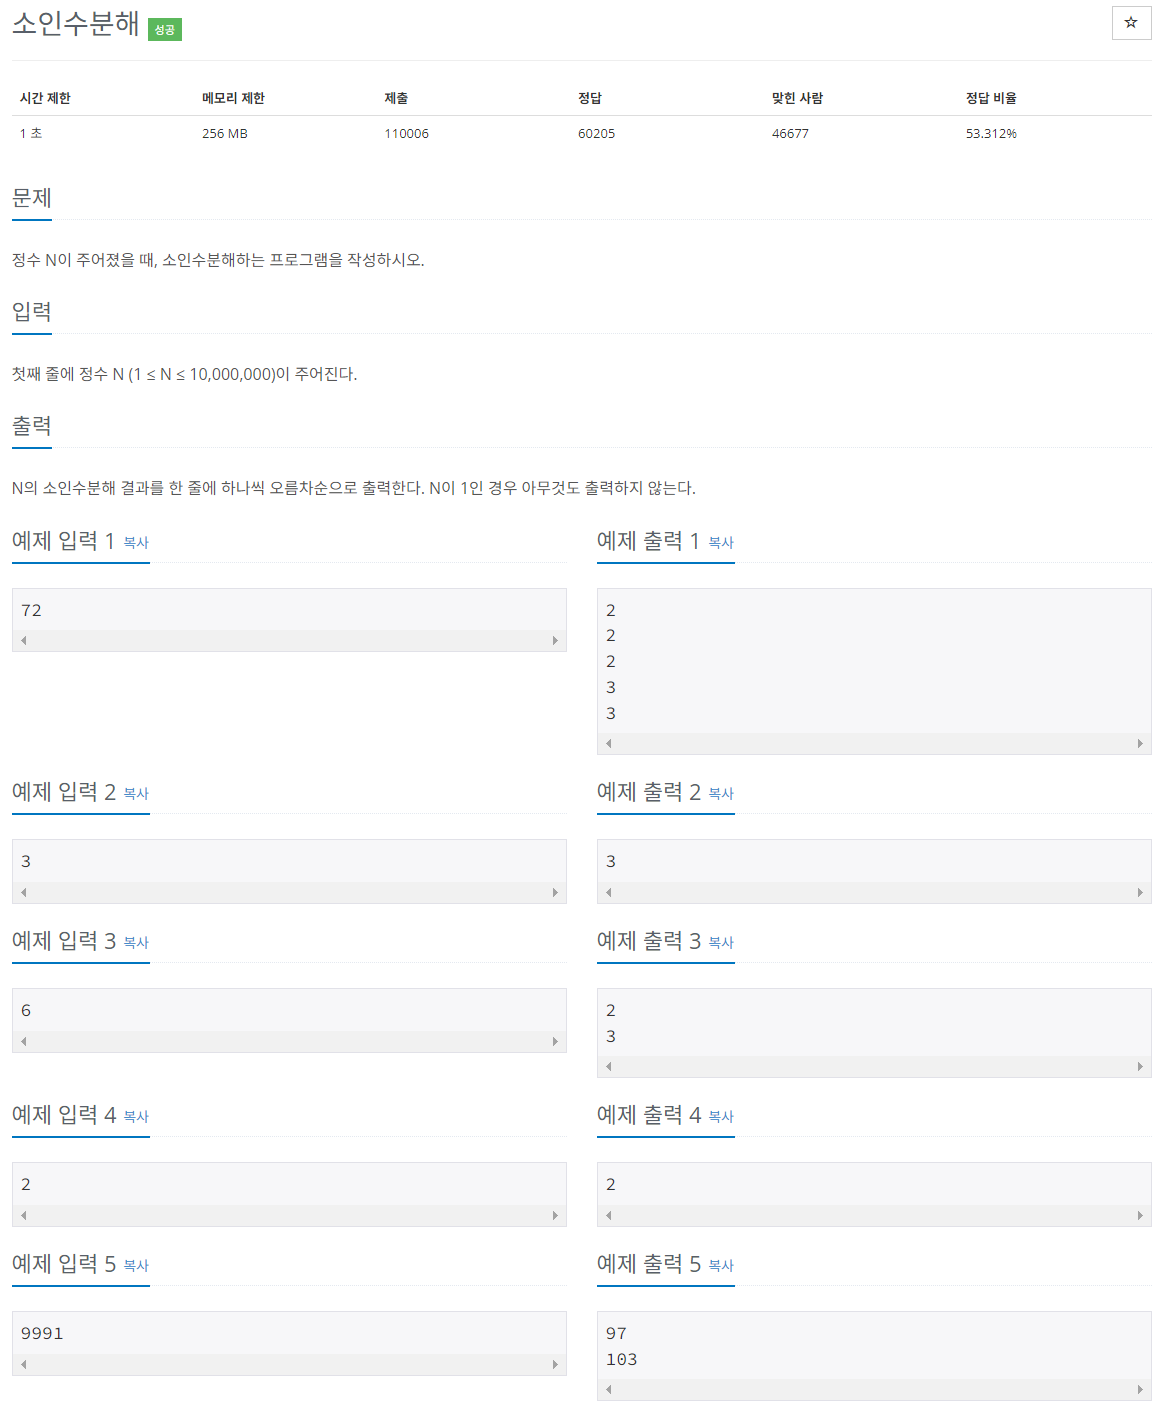 소인수분해 성공
☆
시간 제한 메모리 제한 제출 정답 맞힌 사람 정답 비율
1 초 256 MB 110006 60205 46677 53.312%
문제
정수 N이 주어졌을 때, 소인수분해하는 프로그램을 작성하시오.
입력
첫째 줄에 정수 N (1 ≤ N ≤ 10,000,000)이 주어진다.
출력
N의 소인수분해 결과를 한 줄에 하나씩 오름차순으로 출력한다. N이 1인 경우 아무것도 출력하지 않는다.
예제 입력 1 복사
72
예제 출력 1 복사
2
2
2
3
3
예제 입력 2 복사
3
예제 출력 2 복사
3
예제 입력 3 복사
6
예제 출력 3 복사
2
3
예제 입력 4 복사
2
예제 출력 4 복사
2
예제 입력 5 복사
9991
예제 출력 5 복사
97
103